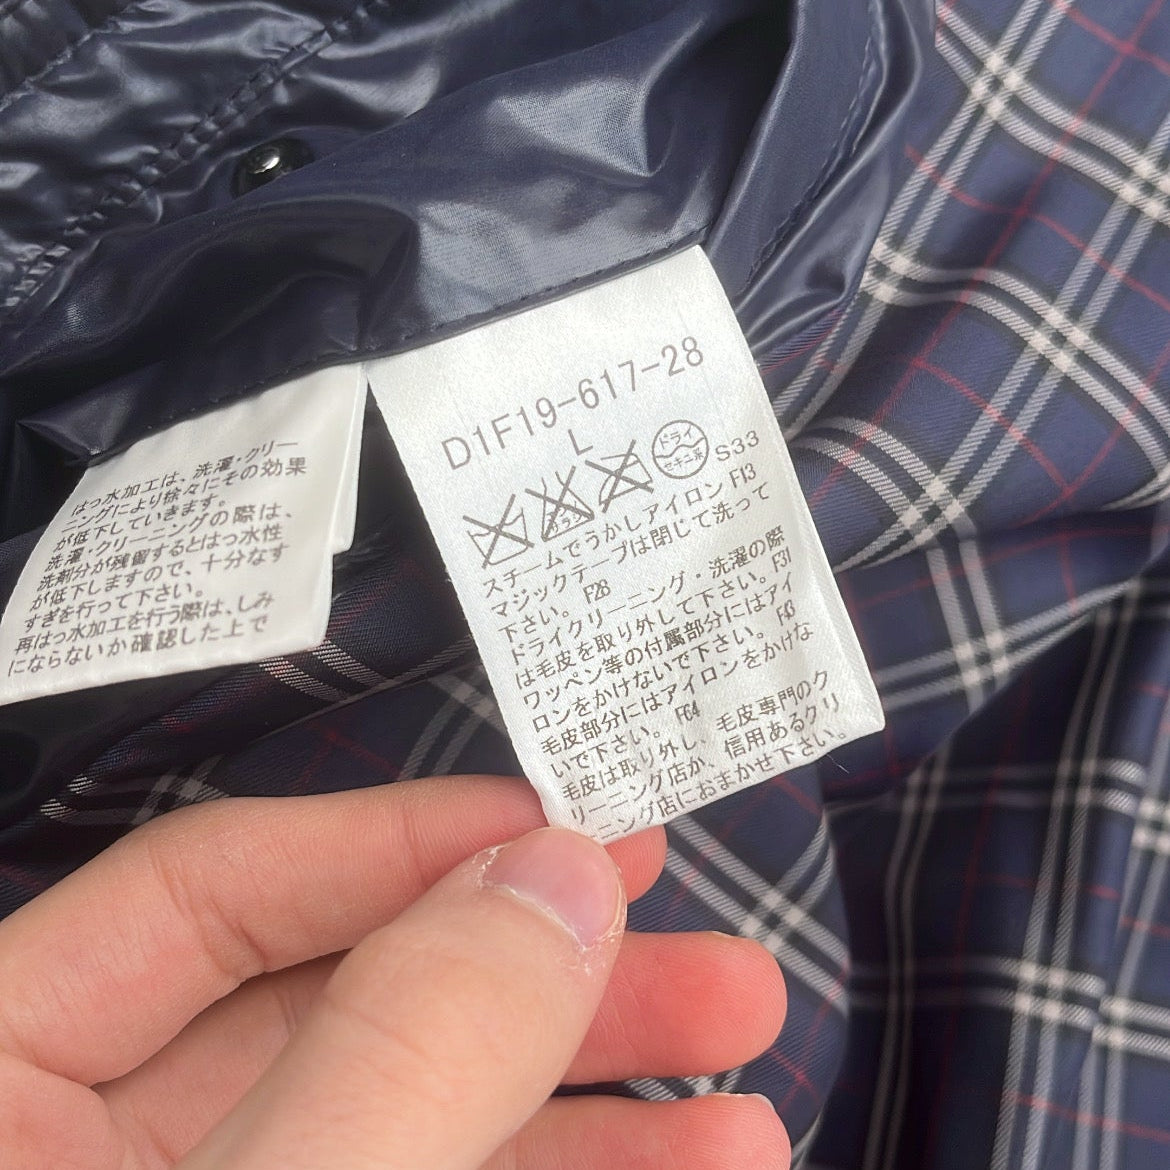 はっ水加工は、洗濯・クリー
ニングにより徐々にその効果
が低下していきます。
洗濯・クリーニングの際は、
洗剤分が残留するとはっ水性
が低下しますので、十分なす
すぎを行って下さい。
再はっ水加工を行う際は、しみ
にならないか確認した上で
D1F19-617-28
L
ドライ
セキユ系
S33
スチームでうかしアイロン F13
マジックテープは閉じて洗って
下さい。 F28
ドライクリーニング・洗濯の際
は毛皮を取り外して下さい。F31
ワッペン等の付属部分にはアイ
ロンをかけないで下さい。 F43
毛皮部分にはアイロンをかけな
いで下さい。 F64
毛皮は取り外し、毛皮専門のク
リーニング店か、信用あるクリ
ーニング店におまかせ下さい。